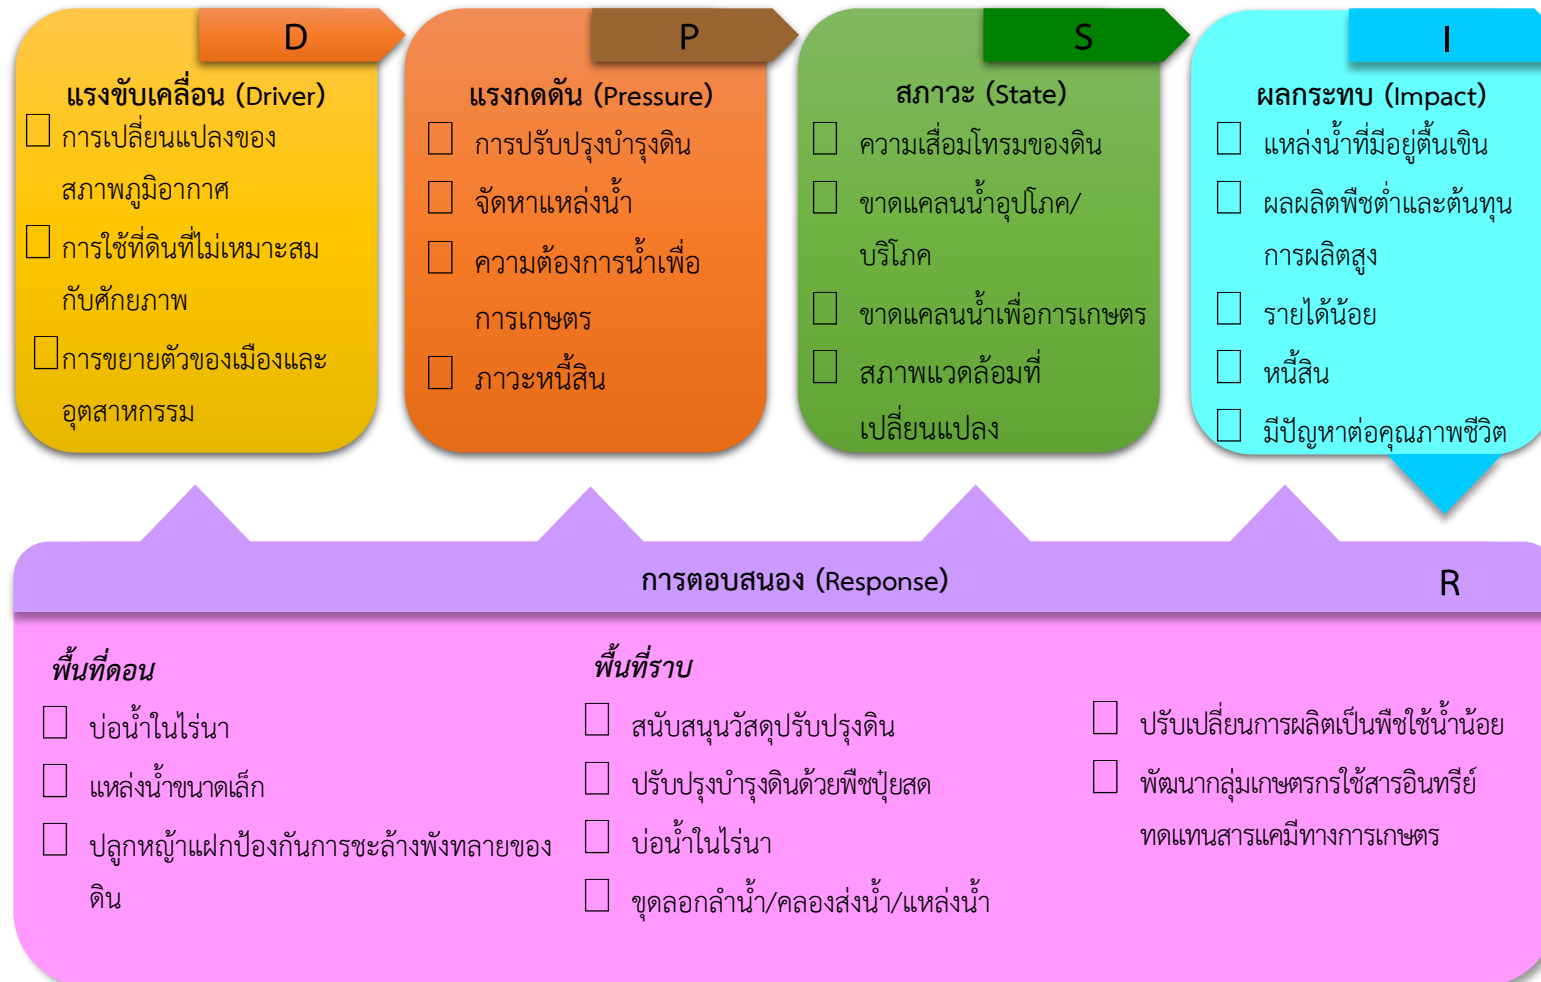 D
แรงขับเคลื่อน (Driver)
การเปลี่ยนแปลงของ
สภาพภูมิอากาศ
การใช้ที่ดินที่ไม่เหมาะสม
กับศักยภาพ
การขยายตัวของเมืองและ
อุตสาหกรรม
P
แรงกดดัน (Pressure)
การปรับปรุงบำรุงดิน
จัดหาแหล่งน้ำ
ความต้องการน้ำเพื่อ
การเกษตร
ภาวะหนี้สิน
S
สภาวะ (State)
ความเสื่อมโทรมของดิน
ขาดแคลนน้ำอุปโภค/
บริโภค
ขาดแคลนน้ำเพื่อการเกษตร
สภาพแวดล้อมที่
เปลี่ยนแปลง
I
ผลกระทบ (Impact)
แหล่งน้ำที่มีอยู่ตื้นเขิน
ผลผลิตพืชต่ำและต้นทุน
การผลิตสูง
รายได้น้อย
หนี้สิน
มีปัญหาต่อคุณภาพชีวิต
การตอบสนอง (Response)
R
พื้นที่ดอน
บ่อน้ำในไร่นา
แหล่งน้ำขนาดเล็ก
ปลูกหญ้าแฝกป้องกันการชะล้างพังทลายของ
ดิน
พื้นที่ราบ
สนับสนุนวัสดุปรับปรุงดิน
ปรับปรุงบำรุงดินด้วยพืชปุ๋ยสด
บ่อน้ำในไร่นา
ขุดลอกลำน้ำ/คลองส่งน้ำ/แหล่งน้ำ
ปรับเปลี่ยนการผลิตเป็นพืชใช้น้ำน้อย
พัฒนากลุ่มเกษตรกรใช้สารอินทรีย์
ทดแทนสารแคมีทางการเกษตร